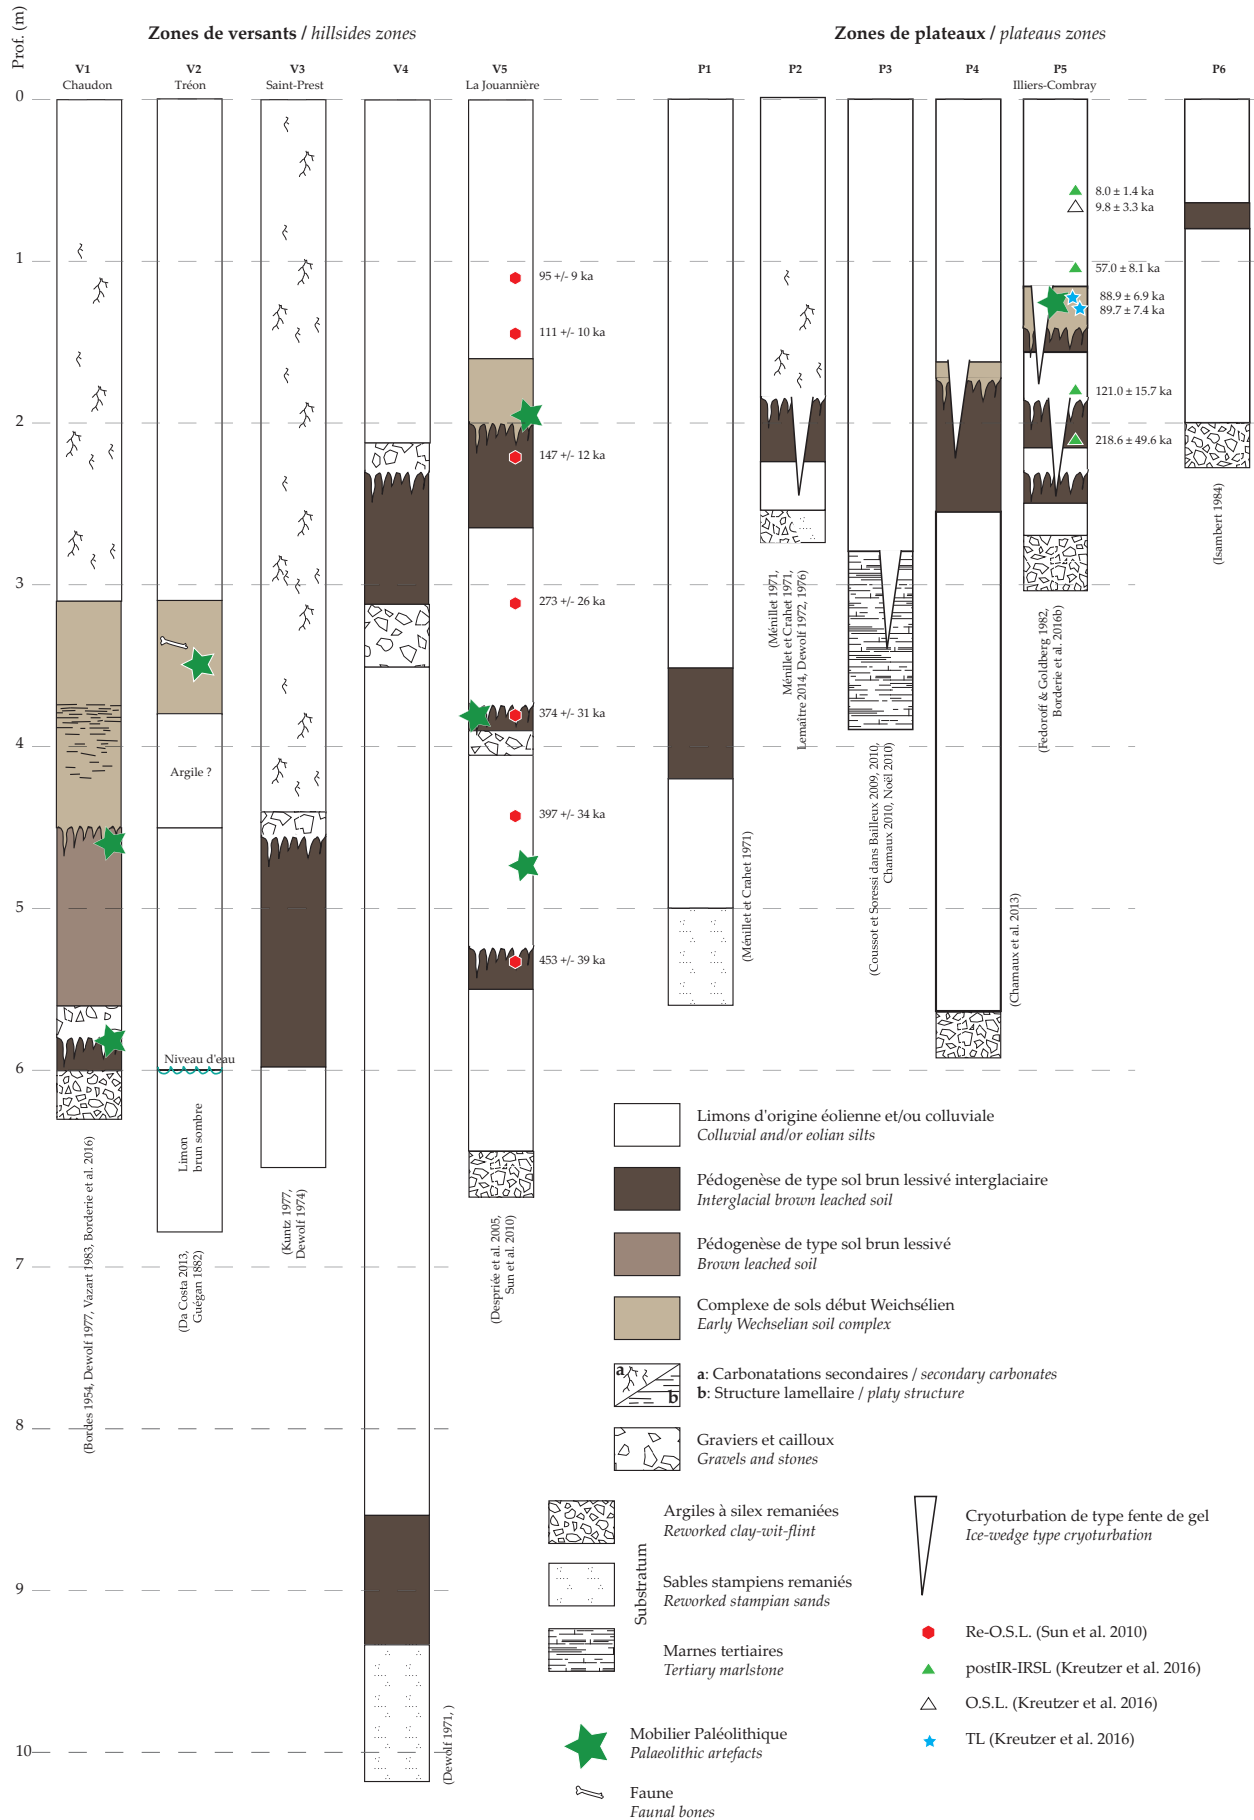 Prof. (m)
Zones de versants / hillsides zones
Zones de plateaux / plateaus zones
V1
Chaudon
V2
Tréon
V3
Saint-Prest
V4
V5
La Jouannière
P1
P2
P3
P4
P5
Illiers-Combray
P6
0
1
2
3
4
5
6
7
8
9
10
95 +/- 9 ka
111 +/- 10 ka
147 +/- 12 ka
273 +/- 26 ka
374 +/- 31 ka
397 +/- 34 ka
453 +/- 39 ka
8.0 ± 1.4 ka
9.8 ± 3.3 ka
57.0 ± 8.1 ka
88.9 ± 6.9 ka
89.7 ± 7.4 ka
121.0 ± 15.7 ka
218.6 ± 49.6 ka
Argile ?
Niveau d'eau
Limon
brun sombre
(Bordes 1954, Dewolf 1977, Vazart 1983, Borderie et al. 2016)
(Da Costa 2013,
Guégan 1882)
(Kuntz 1977,
Dewolf 1974)
(Dewolf 1971, )
(Despriée et al. 2005,
Sun et al. 2010)
(Ménillet et Crahet 1971)
(Ménillet 1971,
Ménillet et Crahet 1971,
Lemaître 2014, Dewolf 1972, 1976)
(Coussot et Soressi dans Bailleux 2009, 2010,
Chamaux 2010, Noël 2010)
(Chamaux et al. 2013)
(Fedoroff & Goldberg 1982,
Borderie et al. 2016b)
(Isambert 1984)
Limons d'origine éolienne et/ou colluviale
Colluvial and/or eolian silts
Pédogenèse de type sol brun lessivé interglaciaire
Interglacial brown leached soil
Pédogenèse de type sol brun lessivé
Brown leached soil
Complexe de sols début Weichsélien
Early Wechselian soil complex
a
b
a: Carbonatations secondaires / secondary carbonates
b: Structure lamellaire / platy structure
Graviers et cailloux
Gravels and stones
Substratum
Argiles à silex remaniées
Reworked clay-wit-flint
Sables stampiens remaniés
Reworked stampian sands
Marnes tertiaires
Tertiary marlstone
Mobilier Paléolithique
Palaeolithic artefacts
Faune
Faunal bones
Cryoturbation de type fente de gel
Ice-wedge type cryoturbation
Re-O.S.L. (Sun et al. 2010)
postIR-IRSL (Kreutzer et al. 2016)
O.S.L. (Kreutzer et al. 2016)
TL (Kreutzer et al. 2016)